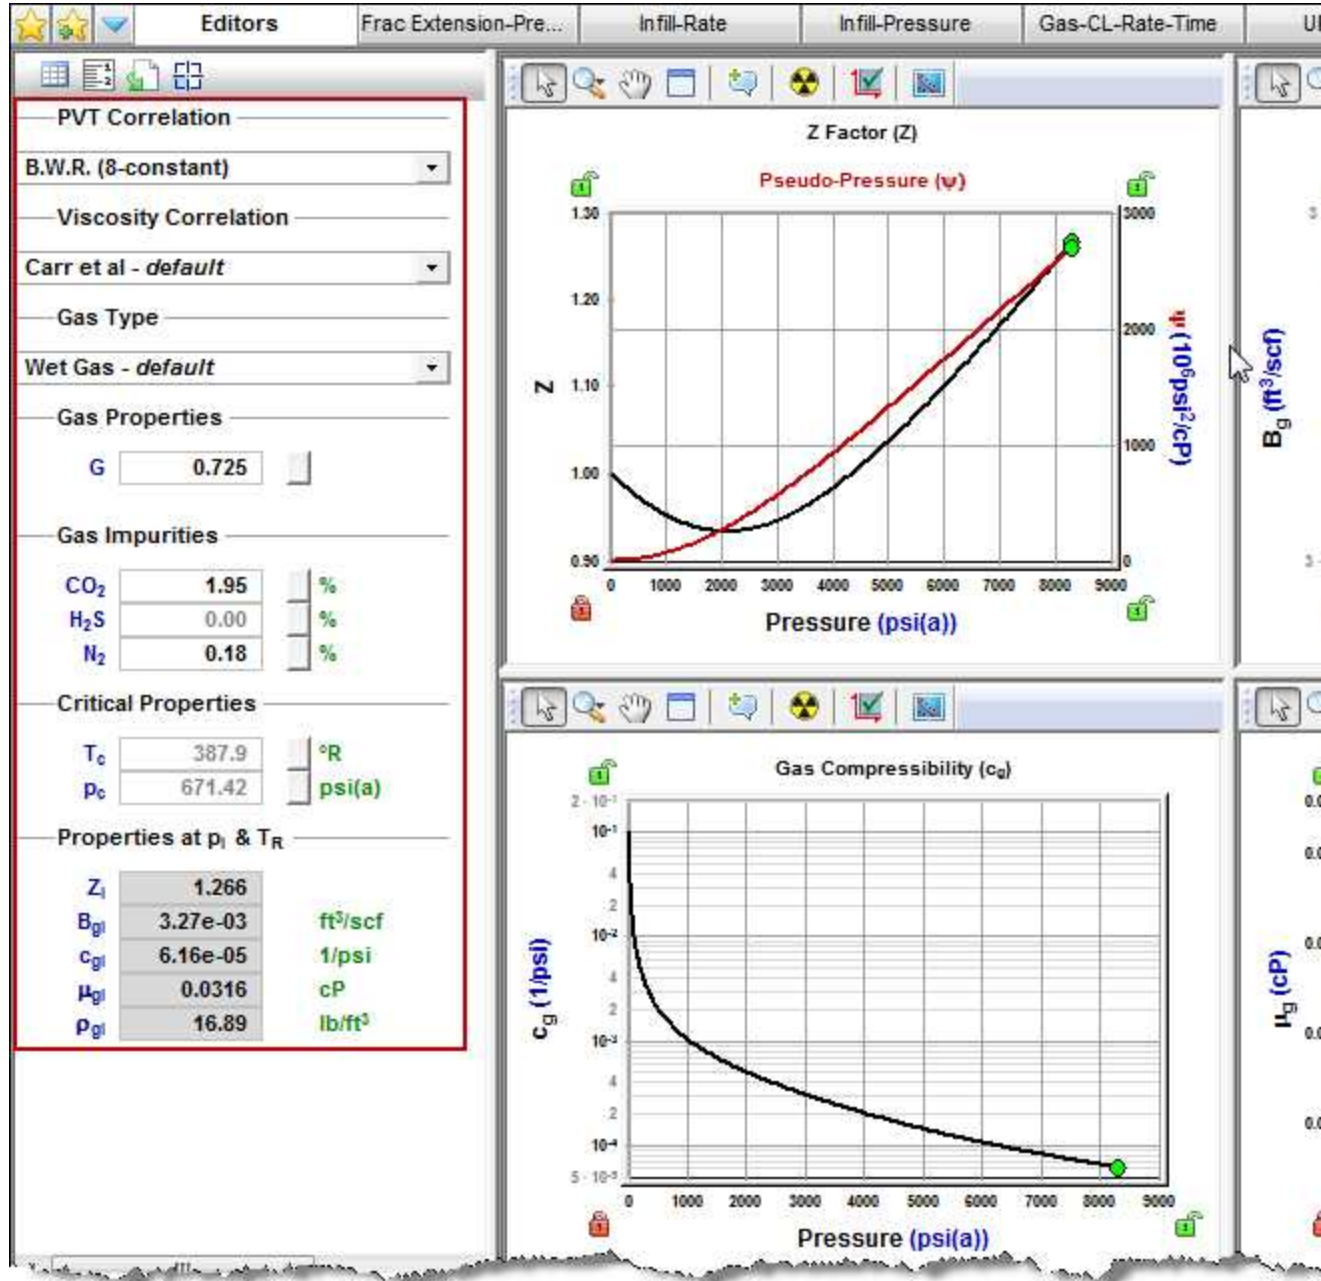 Editors
Frac Extension-Pre...
Infill-Rate
Infill-Pressure
Gas-CL-Rate-Time
PVT Correlation
B.W.R. (8-constant)
Viscosity Correlation
Carr et al - default
Gas Type
Wet Gas - default
Gas Properties
G 0.725
Gas Impurities
CO₂ 1.95 %
H₂S 0.00 %
N₂ 0.18 %
Critical Properties
Tc 387.9 °R
pc 671.42 psi(a)
Properties at pi & TR
Zi 1.266
Bgi 3.27e-03 ft³/scf
cgi 6.16e-05 1/psi
μgi 0.0316 cP
ρgi 16.89 lb/ft³
Z Factor (Z)
Pseudo-Pressure (ψ)
1.30
1.20
1.10
1.00
0.90
Z
3000
2000
1000
0
ψ (10⁶psi²/cP)
0 1000 2000 3000 4000 5000 6000 7000 8000 9000
Pressure (psi(a))
Gas Compressibility (cg)
2 · 10⁻¹
10⁻¹
4
2
10⁻²
4
2
10⁻³
4
2
10⁻⁴
5 · 10⁻⁵
cg (1/psi)
0 1000 2000 3000 4000 5000 6000 7000 8000 9000
Pressure (psi(a))
Bg (ft³/scf)
μg (cP)